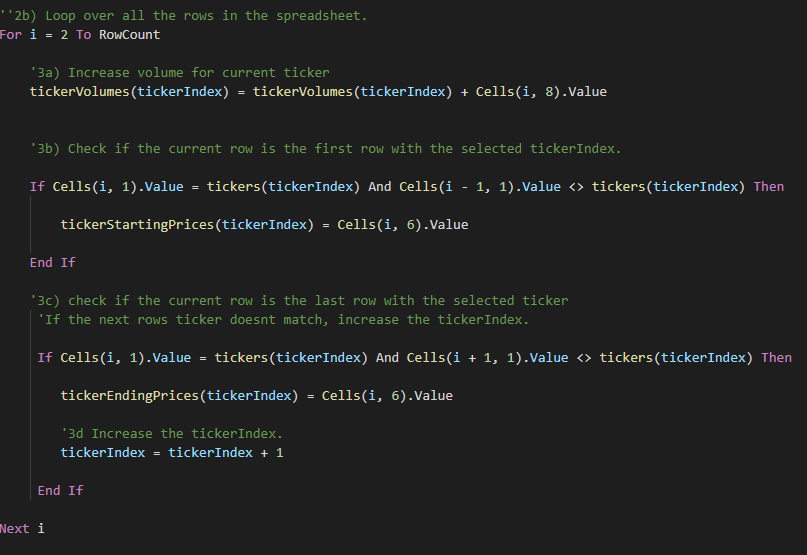 ''2b) Loop over all the rows in the spreadsheet.
For i = 2 To RowCount
'3a) Increase volume for current ticker
tickerVolumes(tickerIndex) = tickerVolumes(tickerIndex) + Cells(i, 8).Value
'3b) Check if the current row is the first row with the selected tickerIndex.
If Cells(i, 1).Value = tickers(tickerIndex) And Cells(i - 1, 1).Value <> tickers(tickerIndex) Then
tickerStartingPrices(tickerIndex) = Cells(i, 6).Value
End If
'3c) check if the current row is the last row with the selected ticker
'If the next rows ticker doesnt match, increase the tickerIndex.
If Cells(i, 1).Value = tickers(tickerIndex) And Cells(i + 1, 1).Value <> tickers(tickerIndex) Then
tickerEndingPrices(tickerIndex) = Cells(i, 6).Value
'3d Increase the tickerIndex.
tickerIndex = tickerIndex + 1
End If
Next i